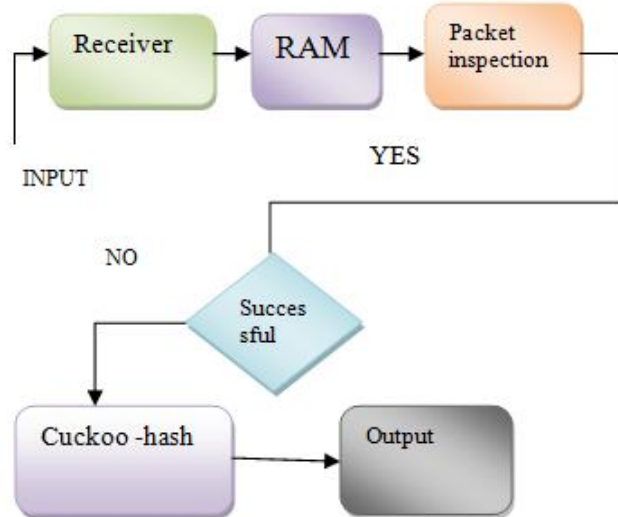 Receiver
RAM
Packet
inspection
YES
INPUT
NO
Succes
sful
Cuckoo -hash
Output